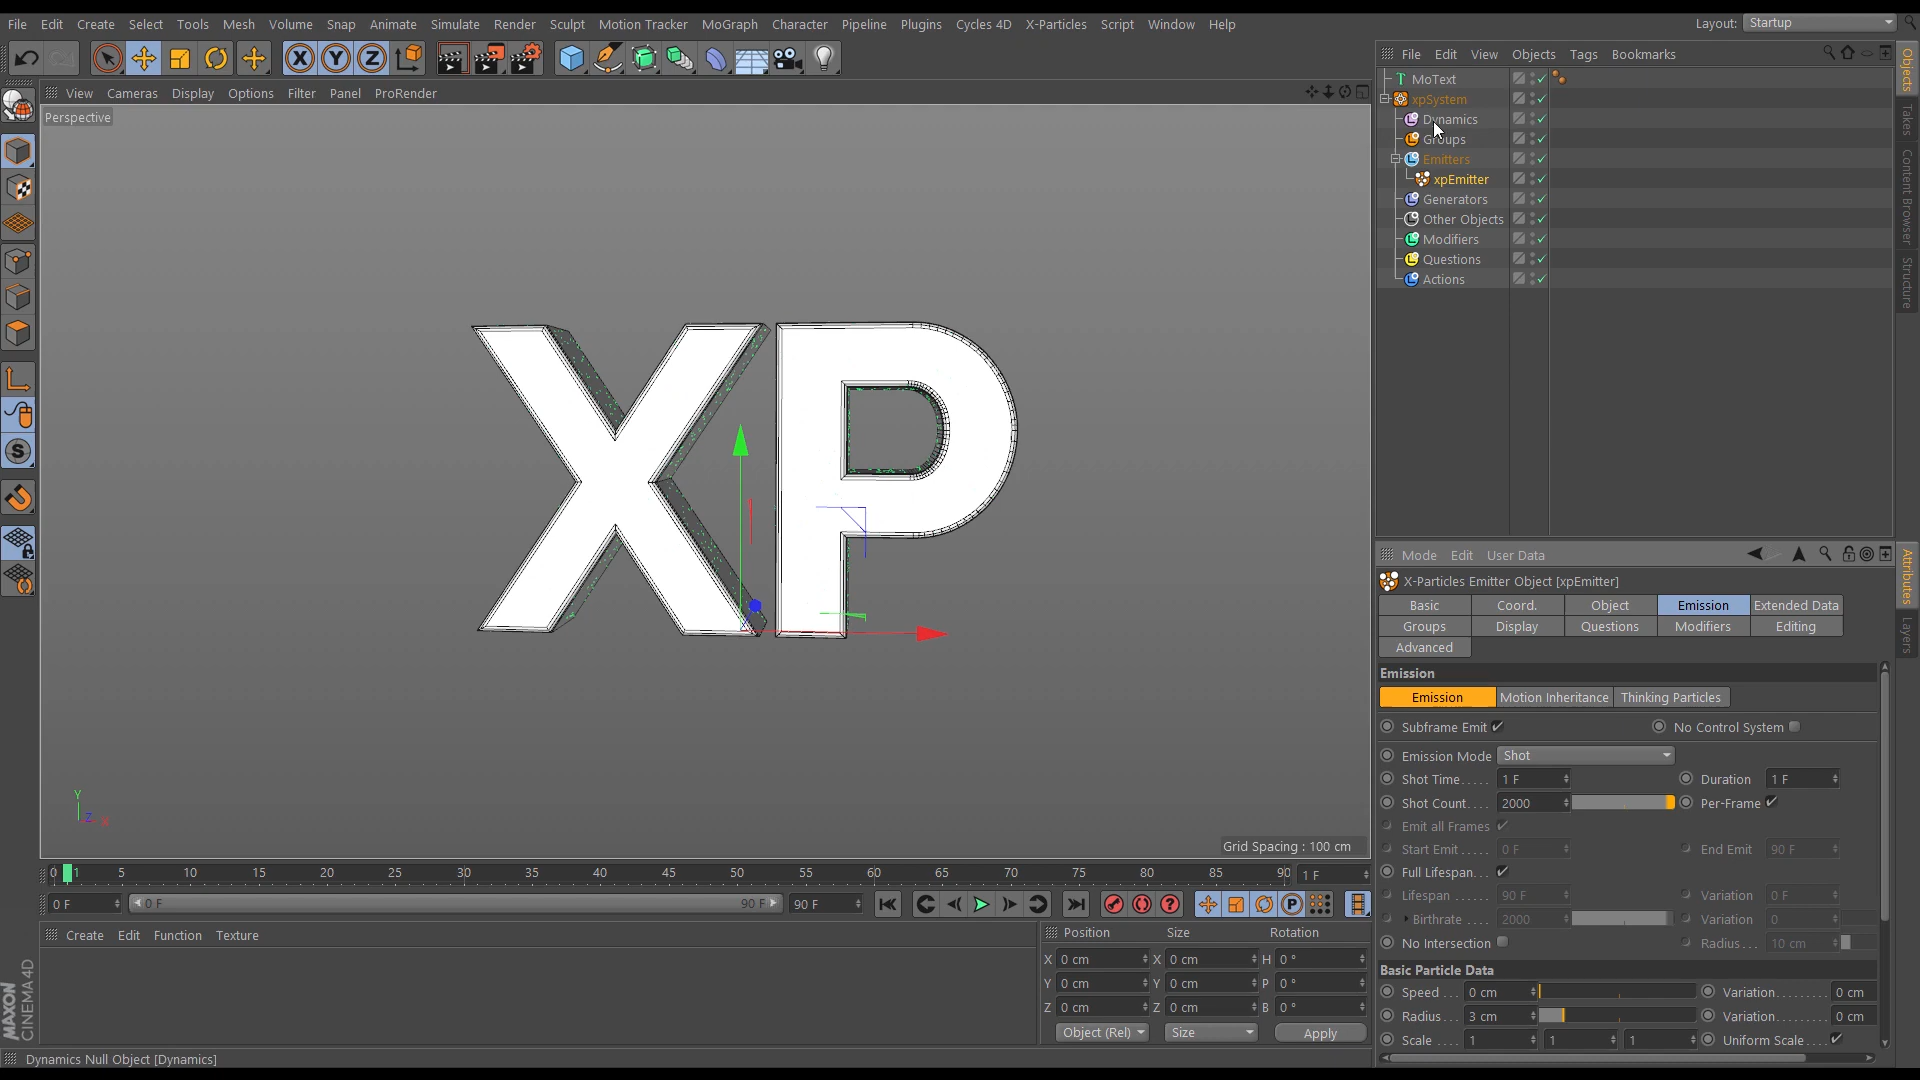 File Edit Create Select Tools Mesh Volume Snap Animate Simulate Render Sculpt Motion Tracker MoGraph Character Pipeline Plugins Cycles 4D X-Particles Script Window Help Layout: Startup
X Y Z
File Edit View Objects Tags Bookmarks
View Cameras Display Options Filter Panel ProRender
Perspective
MoText
xpSystem
Dynamics
Groups
Emitters
xpEmitter
Generators
Other Objects
Modifiers
Questions
Actions
Objects
Takes
Content Browser
Structure
XP
Y
Z X
Grid Spacing : 100 cm
Mode Edit User Data
X-Particles Emitter Object [xpEmitter]
Basic Coord. Object Emission Extended Data
Groups Display Questions Modifiers Editing
Advanced
Attributes
Layers
Emission
Emission Motion Inheritance Thinking Particles
Subframe Emit No Control System
Emission Mode Shot
Shot Time..... 1 F Duration 1 F
Shot Count.... 2000 Per-Frame
Emit all Frames
Start Emit ..... 0 F End Emit 90 F
Full Lifespan...
Lifespan ....... 90 F Variation 0 F
Birthrate .... 2000 Variation 0
No Intersection Radius... 10 cm
Basic Particle Data
Speed ... 0 cm Variation........ 0 cm
Radius... 3 cm Variation........ 0 cm
Scale .... 1 1 1 Uniform Scale....
0 1 5 10 15 20 25 30 35 40 45 50 55 60 65 70 75 80 85 90 1 F
0 F 0 F 90 F 90 F
Create Edit Function Texture
Position Size Rotation
X 0 cm X 0 cm H 0 °
Y 0 cm Y 0 cm P 0 °
Z 0 cm Z 0 cm B 0 °
Object (Rel) Size Apply
MAXON
CINEMA 4D
Dynamics Null Object [Dynamics]